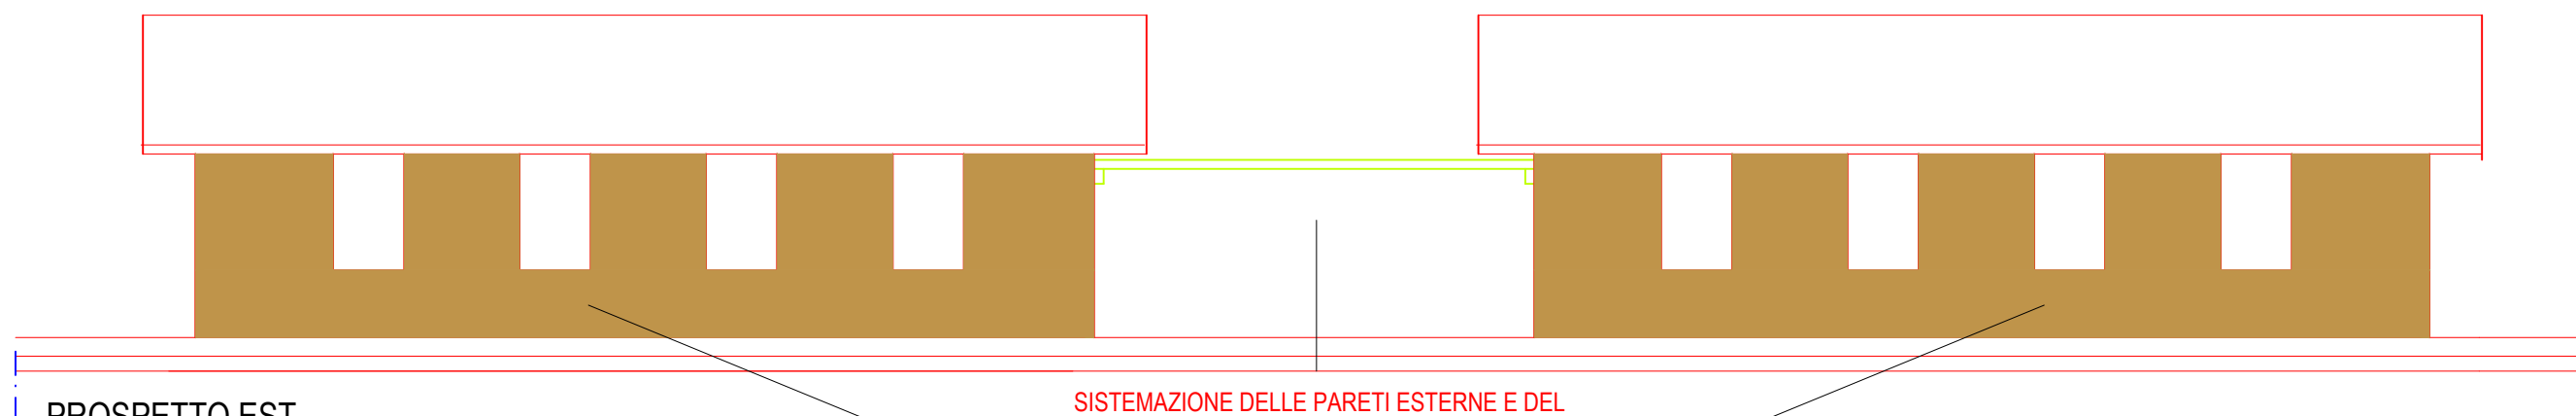 PROSPETTO EST
SISTEMAZIONE DELLE PARETI ESTERNE E DEL